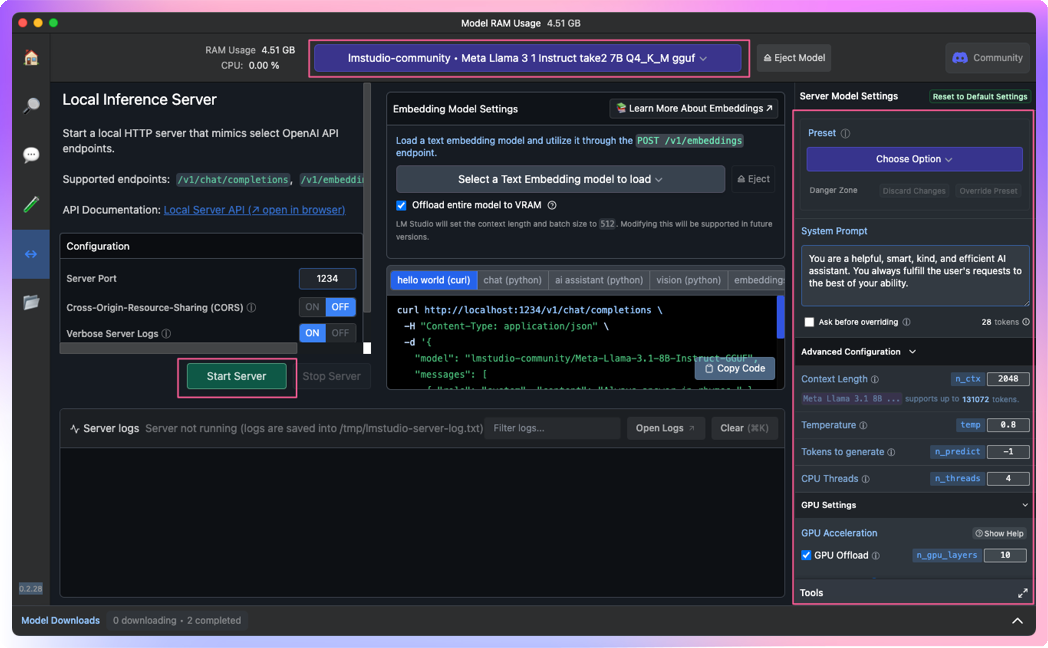 Model RAM Usage 4.51 GB
RAM Usage 4.51 GB
CPU: 0.00 %
lmstudio-community • Meta Llama 3 1 Instruct take2 7B Q4_K_M gguf
Eject Model
Community
Local Inference Server
Start a local HTTP server that mimics select OpenAI API
endpoints.
Supported endpoints: /v1/chat/completions, /v1/embeddin
API Documentation: Local Server API (↗ open in browser)
Configuration
Server Port 1234
Cross-Origin-Resource-Sharing (CORS) ⓘ ON OFF
Verbose Server Logs ⓘ ON OFF
Start Server
Stop Server
Embedding Model Settings
Learn More About Embeddings ↗
Load a text embedding model and utilize it through the POST /v1/embeddings
endpoint.
Select a Text Embedding model to load
Eject
Offload entire model to VRAM
LM Studio will set the context length and batch size to 512. Modifying this will be supported in future
versions.
hello world (curl) chat (python) ai assistant (python) vision (python) embedding
curl http://localhost:1234/v1/chat/completions \
-H "Content-Type: application/json" \
-d '{
"model": "lmstudio-community/Meta-Llama-3.1-8B-Instruct-GGUF",
"messages": [
Copy Code
Server logs Server not running (logs are saved into /tmp/lmstudio-server-log.txt)
Filter logs...
Open Logs ↗
Clear (⌘K)
Server Model Settings
Reset to Default Settings
Preset ⓘ
Choose Option
Danger Zone
Discard Changes
Override Preset
System Prompt
You are a helpful, smart, kind, and efficient AI
assistant. You always fulfill the user's requests to
the best of your ability.
Ask before overriding ⓘ
28 tokens ⓘ
Advanced Configuration
Context Length ⓘ n_ctx 2048
Meta Llama 3.1 8B ... supports up to 131072 tokens.
Temperature ⓘ temp 0.8
Tokens to generate ⓘ n_predict -1
CPU Threads ⓘ n_threads 4
GPU Settings
GPU Acceleration
Show Help
GPU Offload ⓘ n_gpu_layers 10
Tools
0.2.28
Model Downloads 0 downloading • 2 completed